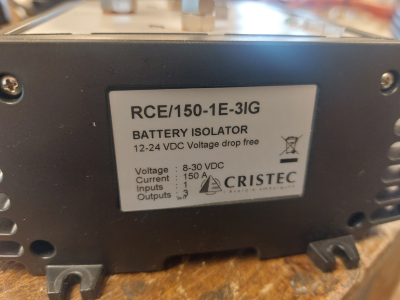 RCE/150-1E-3IG
BATTERY ISOLATOR
12-24 VDC Voltage drop free
Voltage : 8-30 VDC
Current : 150 A
Inputs : 1
Outputs : 3
CRISTEC